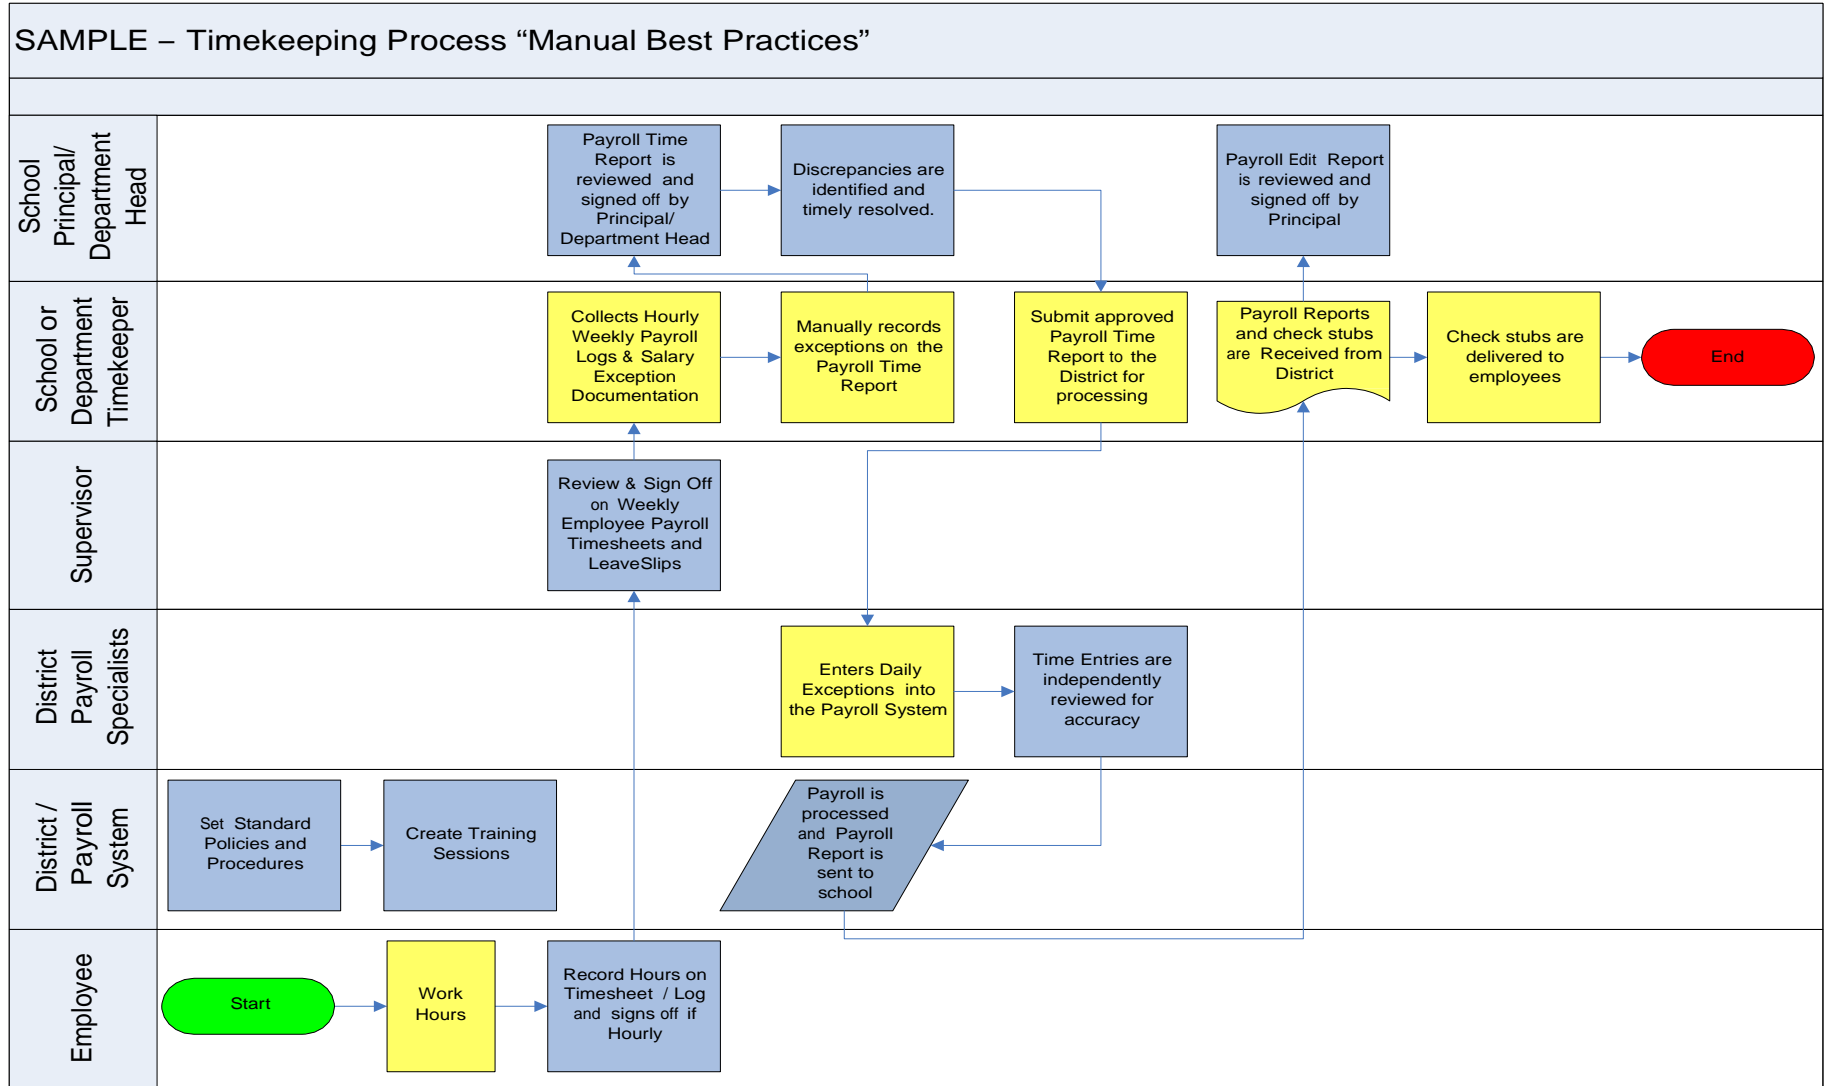 SAMPLE – Timekeeping Process “Manual Best Practices”
School
Principal/
Department
Head
Payroll Time
Report is
reviewed and
signed off by
Principal/
Department Head
Discrepancies are
identified and
timely resolved.
Payroll Edit Report
is reviewed and
signed off by
Principal
School or
Department
Timekeeper
Collects Hourly
Weekly Payroll
Logs & Salary
Exception
Documentation
Manually records
exceptions on the
Payroll Time
Report
Submit approved
Payroll Time
Report to the
District for
processing
Payroll Reports
and check stubs
are Received from
District
Check stubs are
delivered to
employees
End
Supervisor
Review & Sign Off
on Weekly
Employee Payroll
Timesheets and
LeaveSlips
District
Payroll
Specialists
Enters Daily
Exceptions into
the Payroll System
Time Entries are
independently
reviewed for
accuracy
District /
Payroll
System
Set Standard
Policies and
Procedures
Create Training
Sessions
Payroll is
processed
and Payroll
Report is
sent to
school
Employee
Start
Work
Hours
Record Hours on
Timesheet / Log
and signs off if
Hourly